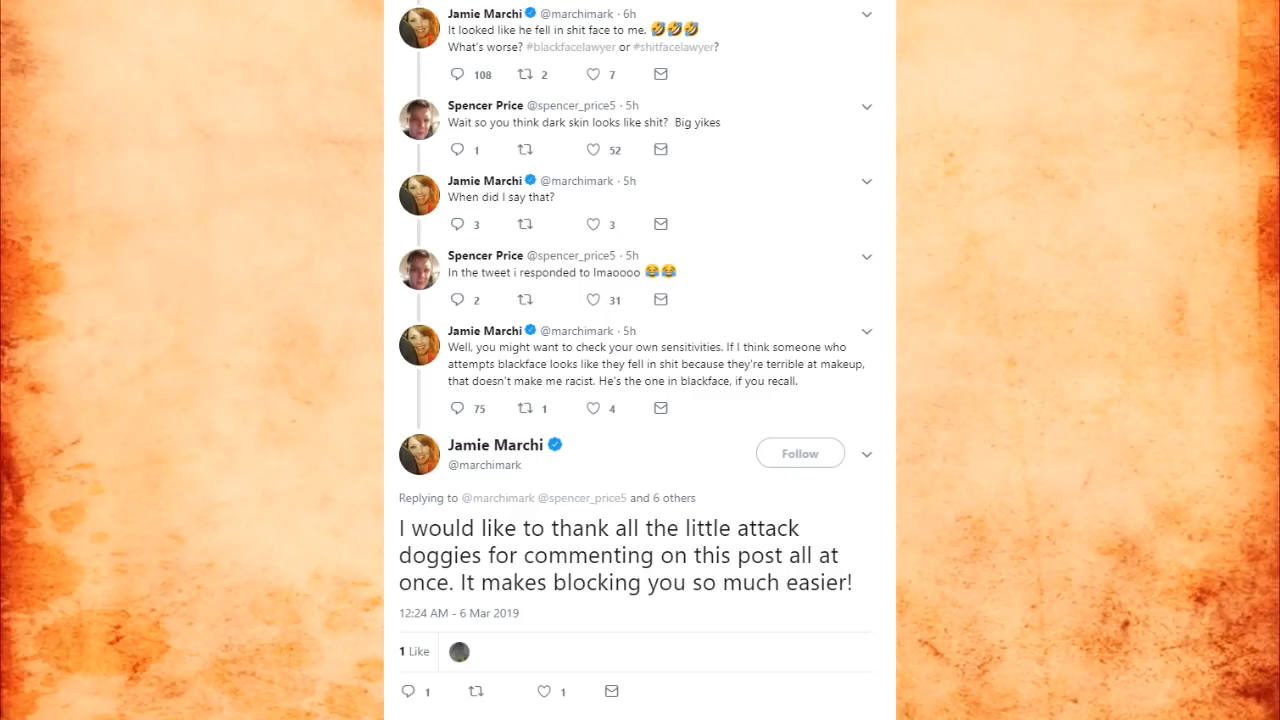 Jamie Marchi @marchimark · 6h
It looked like he fell in shit face to me. 🤣🤣🤣
What's worse? #blackfacelawyer or #shitfacelawyer?
108 2 7
Spencer Price @spencer_price5 · 5h
Wait so you think dark skin looks like shit? Big yikes
1 52
Jamie Marchi @marchimark · 5h
When did I say that?
3 3
Spencer Price @spencer_price5 · 5h
In the tweet i responded to lmaoooo 😂😂
2 31
Jamie Marchi @marchimark · 5h
Well, you might want to check your own sensitivities. If I think someone who
attempts blackface looks like they fell in shit because they're terrible at makeup,
that doesn't make me racist. He's the one in blackface, if you recall.
75 1 4
Jamie Marchi
@marchimark
Follow
Replying to @marchimark @spencer_price5 and 6 others
I would like to thank all the little attack
doggies for commenting on this post all at
once. It makes blocking you so much easier!
12:24 AM - 6 Mar 2019
1 Like
1 1